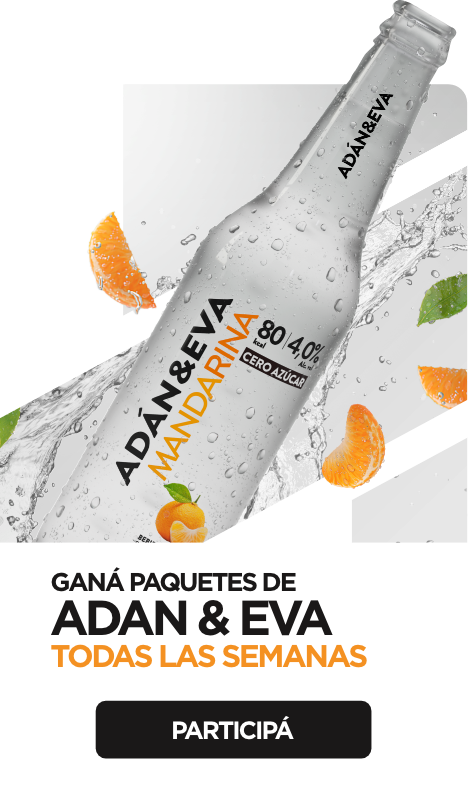 ADÁN&EVA
ADÁN&EVA
MANDARINA
80 kcal | 4,0% Alc. vol
CERO AZÚCAR
GANÁ PAQUETES DE
ADAN & EVA
TODAS LAS SEMANAS
PARTICIPÁ